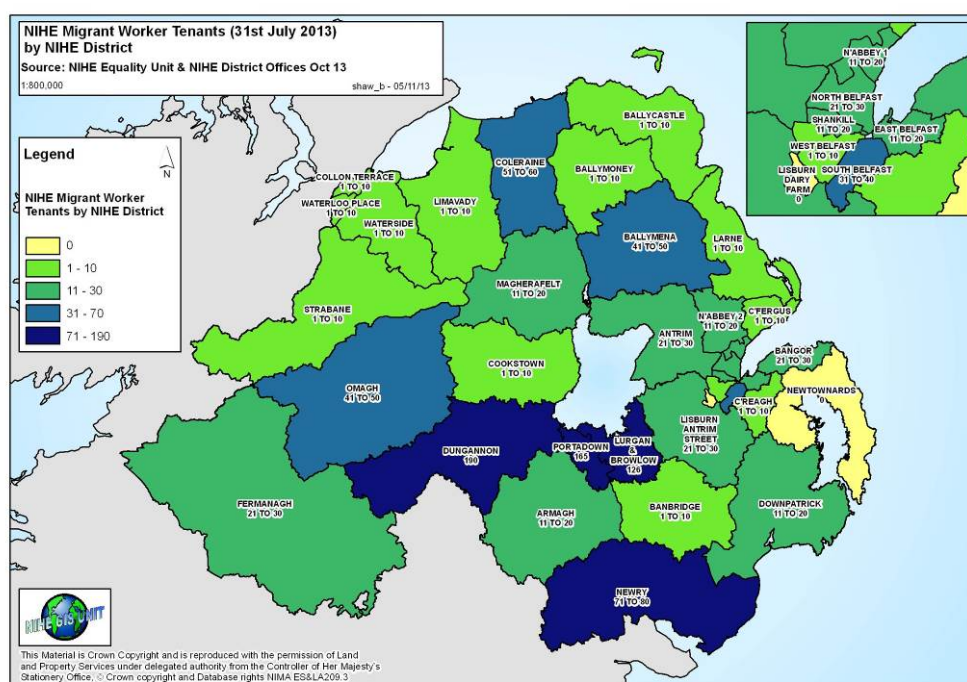 NIHE Migrant Worker Tenants (31st July 2013)
by NIHE District
Source: NIHE Equality Unit & NIHE District Offices Oct 13
1:800,000
shaw_b - 05/11/13
Legend
N
NIHE Migrant Worker
Tenants by NIHE District
0
1 - 10
11 - 30
31 - 70
71 - 190
N'ABBEY 1
11 TO 20
NORTH BELFAST
21 TO 30
SHANKILL
11 TO 20
EAST BELFAST
11 TO 20
WEST BELFAST
1 TO 10
LISBURN
DAIRY
FARM
0
SOUTH BELFAST
31 TO 40
BALLYCASTLE
1 TO 10
COLERAINE
51 TO 60
BALLYMONEY
1 TO 10
COLLON TERRACE
1 TO 10
WATERLOO PLACE
1 TO 10
WATERSIDE
1 TO 10
LIMAVADY
1 TO 10
BALLYMENA
41 TO 50
LARNE
1 TO 10
MAGHERAFELT
11 TO 20
STRABANE
1 TO 10
N'ABBEY 2
11 TO 20
C'FERGUS
1 TO 10
ANTRIM
21 TO 30
BANGOR
21 TO 30
COOKSTOWN
1 TO 10
OMAGH
41 TO 50
NEWTOWNARDS
0
C'REAGH
1 TO 10
LISBURN
ANTRIM
STREET
21 TO 30
DUNGANNON
190
PORTADOWN
165
LURGAN
&
BROWLOW
126
FERMANAGH
21 TO 30
ARMAGH
11 TO 20
BANBRIDGE
1 TO 10
DOWNPATRICK
11 TO 20
NEWRY
71 TO 80
NIHE GIS UNIT
This Material is Crown Copyright and is reproduced with the permission of Land
and Property Services under delegated authority from the Controller of Her Majesty's
Stationery Office, © Crown copyright and Database rights NIMA ES&LA209.3